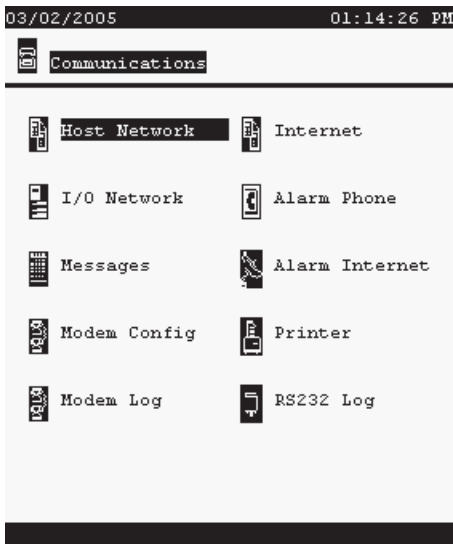 03/02/2005 01:14:26 PM
Communications
Host Network Internet
I/O Network Alarm Phone
Messages Alarm Internet
Modem Config Printer
Modem Log RS232 Log